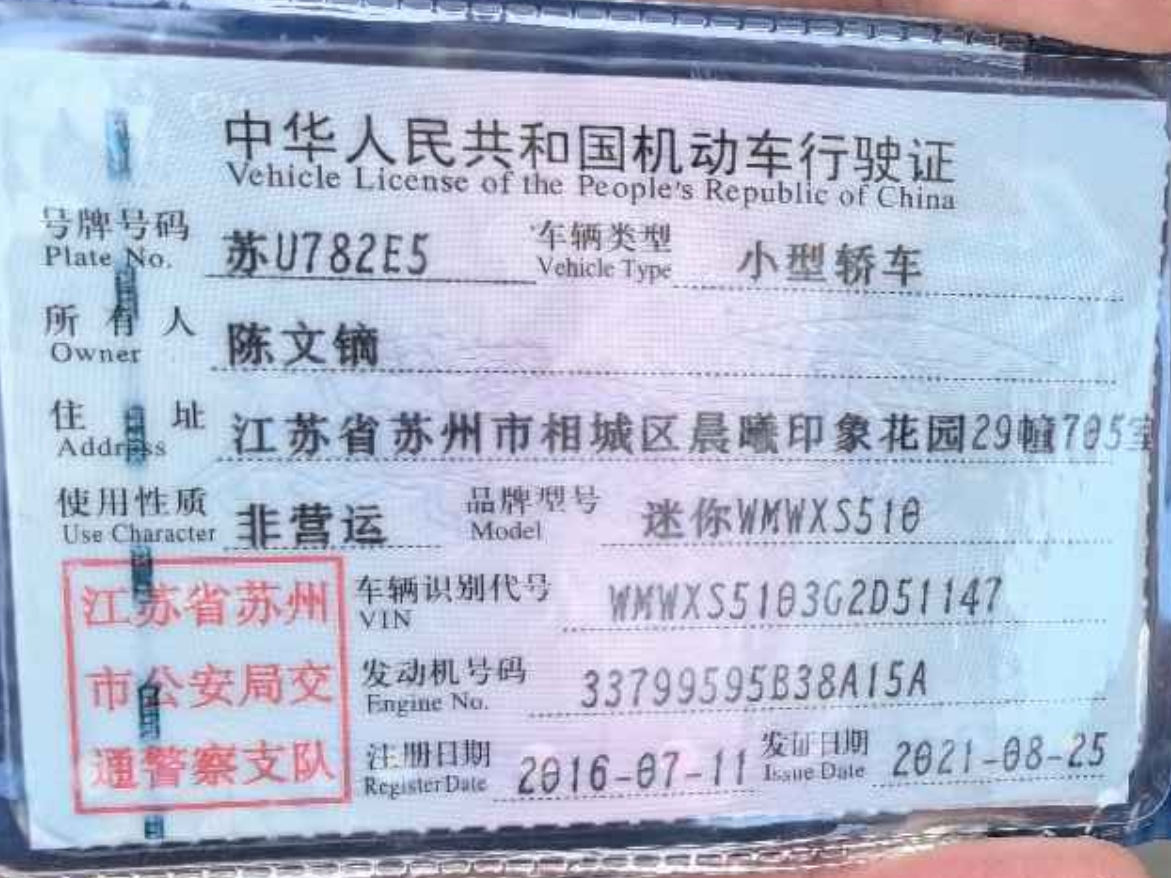 中华人民共和国机动车行驶证
Vehicle License of the People's Republic of China
号牌号码 苏U782E5 车辆类型 小型轿车
Plate No. Vehicle Type
所有人 陈文镝
Owner
住址 江苏省苏州市相城区晨曦印象花园29幢705室
Address
使用性质 非营运 品牌型号 迷你WMWXS510
Use Character Model
江苏省苏州
市公安局交
通警察支队
车辆识别代号 WMWXS5103G2D51147
VIN
发动机号码 33799595B38A15A
Engine No.
注册日期 2016-07-11 发证日期 2021-08-25
Register Date Issue Date